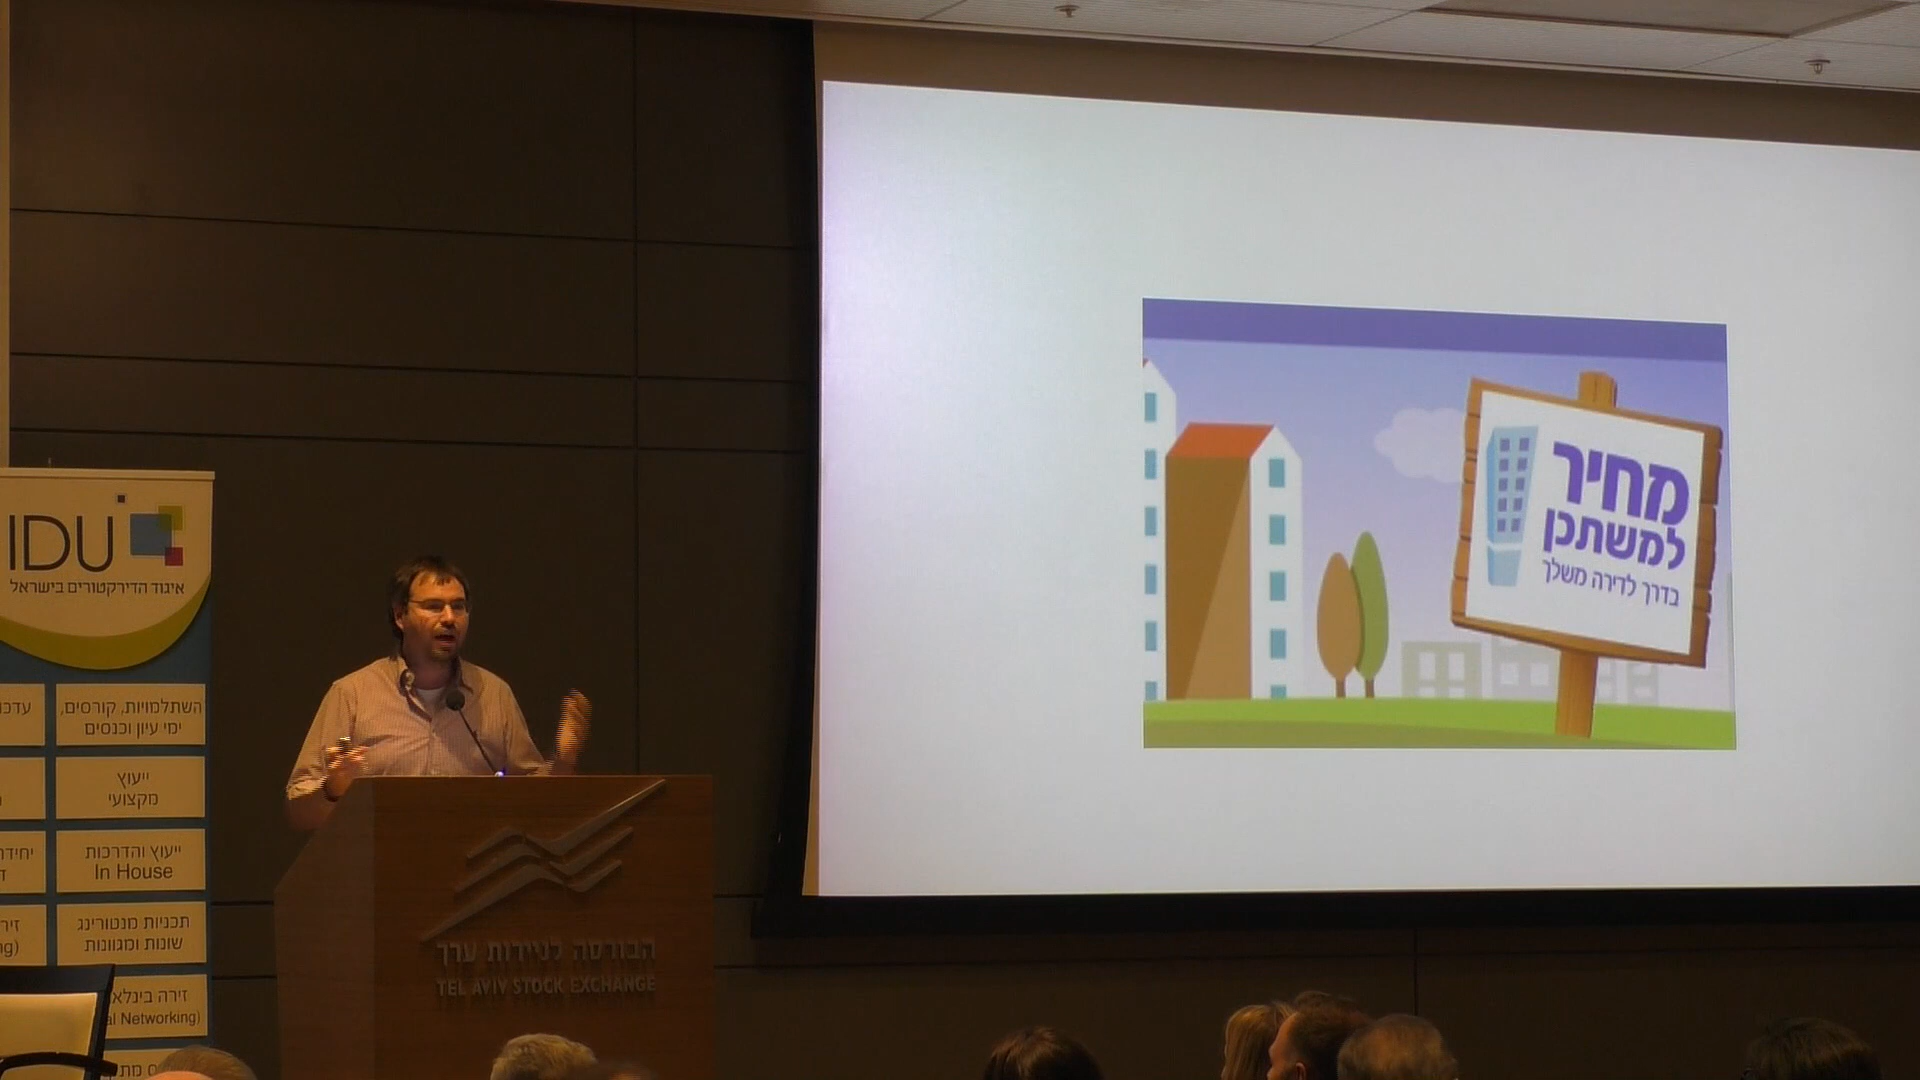 IDU
איגוד הדירקטורים בישראל
השתלמויות, קורסים,
ימי עיון וכנסים
ייעוץ
מקצועי
ייעוץ והדרכות
In House
תכניות מנטורינג
שונות ומגוונות
Networking)
הבורסה לניירות ערך
TEL AVIV STOCK EXCHANGE
מחיר
למשתכן
בדרך לדירה משלך